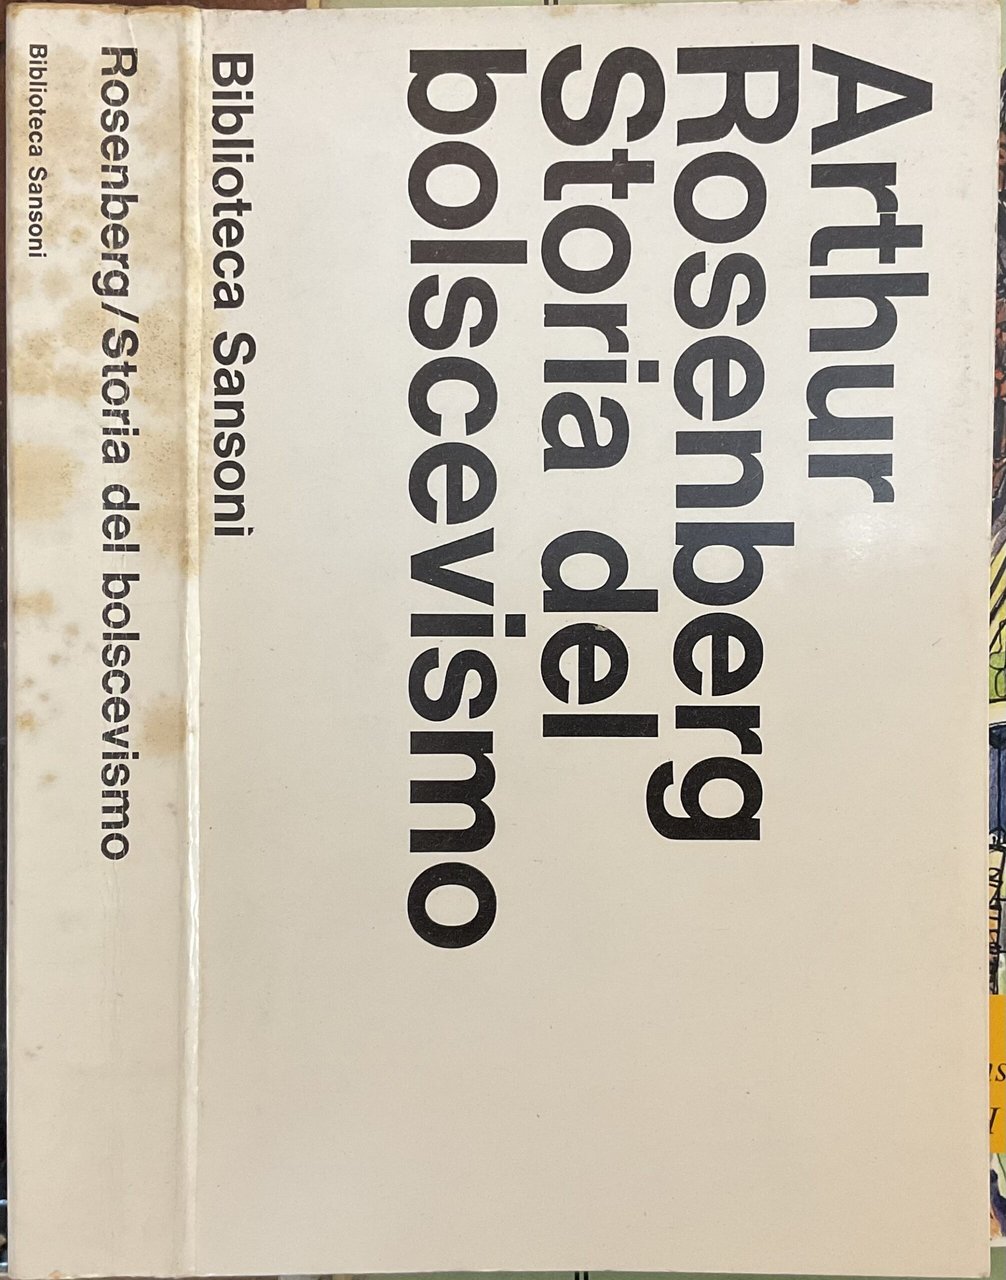 Arthur
Rosenberg
Storia del
bolscevismo
Biblioteca Sansoni
Rosenberg/Storia del bolscevismo
Biblioteca Sansoni